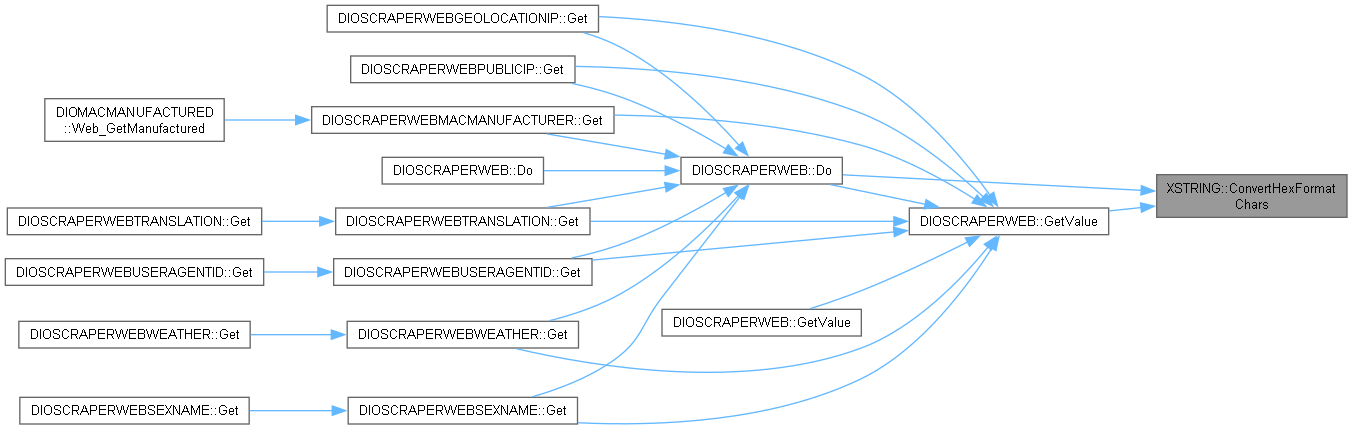 DIOSCRAPERWEBGEOLOCATIONIP::Get
DIOSCRAPERWEBPUBLICIP::Get
DIOMACMANUFACTURED
::Web_GetManufactured
DIOSCRAPERWEBMACMANUFACTURER::Get
DIOSCRAPERWEB::Do
DIOSCRAPERWEB::Do
XSTRING::ConvertHexFormat
Chars
DIOSCRAPERWEBTRANSLATION::Get
DIOSCRAPERWEBTRANSLATION::Get
DIOSCRAPERWEB::GetValue
DIOSCRAPERWEBUSERAGENTID::Get
DIOSCRAPERWEBUSERAGENTID::Get
DIOSCRAPERWEB::GetValue
DIOSCRAPERWEBWEATHER::Get
DIOSCRAPERWEBWEATHER::Get
DIOSCRAPERWEBSEXNAME::Get
DIOSCRAPERWEBSEXNAME::Get